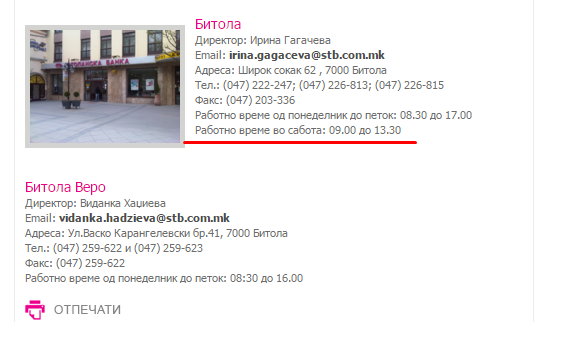 ПАНСКА БАНКА
Битола
Директор: Ирина Гагачева
Email: irina.gagaceva@stb.com.mk
Адреса: Широк сокак 62 , 7000 Битола
Тел.: (047) 222-247; (047) 226-813; (047) 226-815
Факс: (047) 203-336
Работно време од понеделник до петок: 08.30 до 17.00
Работно време во сабота: 09.00 до 13.30
Битола Веро
Директор: Виданка Хаџиева
Email: vidanka.hadzieva@stb.com.mk
Адреса: Ул.Васко Карангелевски бр.41, 7000 Битола
Тел.: (047) 259-622 и (047) 259-623
Факс: (047) 259-622
Работно време од понеделник до петок: 08:30 до 16.00
ОТПЕЧАТИ